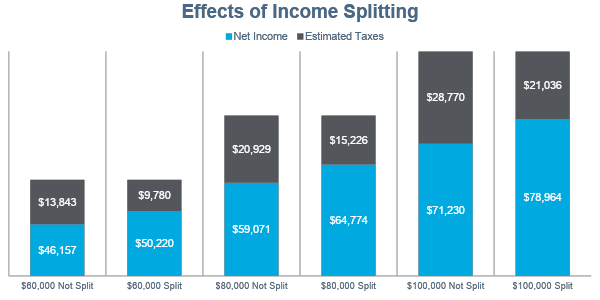 Effects of Income Splitting
Net Income Estimated Taxes
$28,770 $21,036
$20,929 $15,226
$13,843 $9,780
$46,157 $50,220 $59,071 $64,774 $71,230 $78,964
$60,000 Not Split $60,000 Split $80,000 Not Split $80,000 Split $100,000 Not Split $100,000 Split